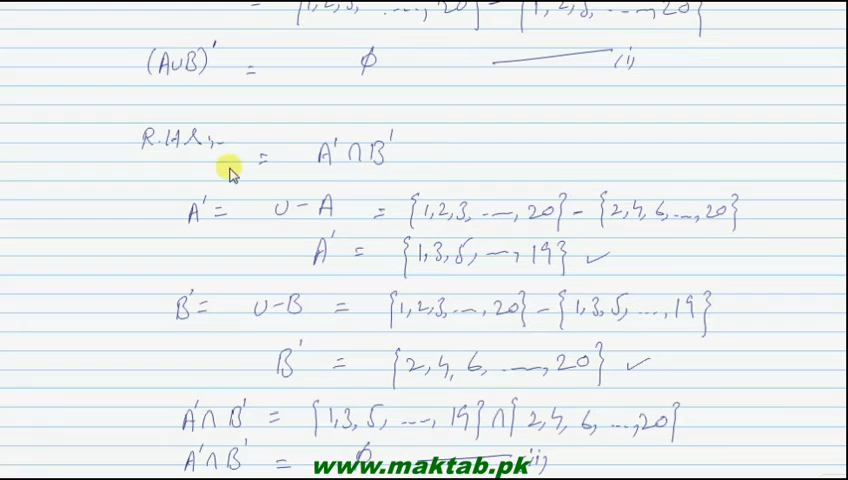 = {1,2,3, ...., 20} - {1, 2,3, ..., 20}
(A∪B)' = ϕ ——— (i)
R.H.S;-
= A' ∩ B'
A' = U - A = {1,2,3, ...., 20} - {2,4,6, ..., 20}
A' = {1,3,5, ..., 19} ✓
B' = U - B = {1,2,3, ..., 20} - {1,3,5, ..., 19}
B' = {2,4,6, ...., 20} ✓
A' ∩ B' = {1,3,5, ...., 19} ∩ {2,4,6, ...,20}
A' ∩ B' = ϕ ——— (ii)
www.maktab.pk